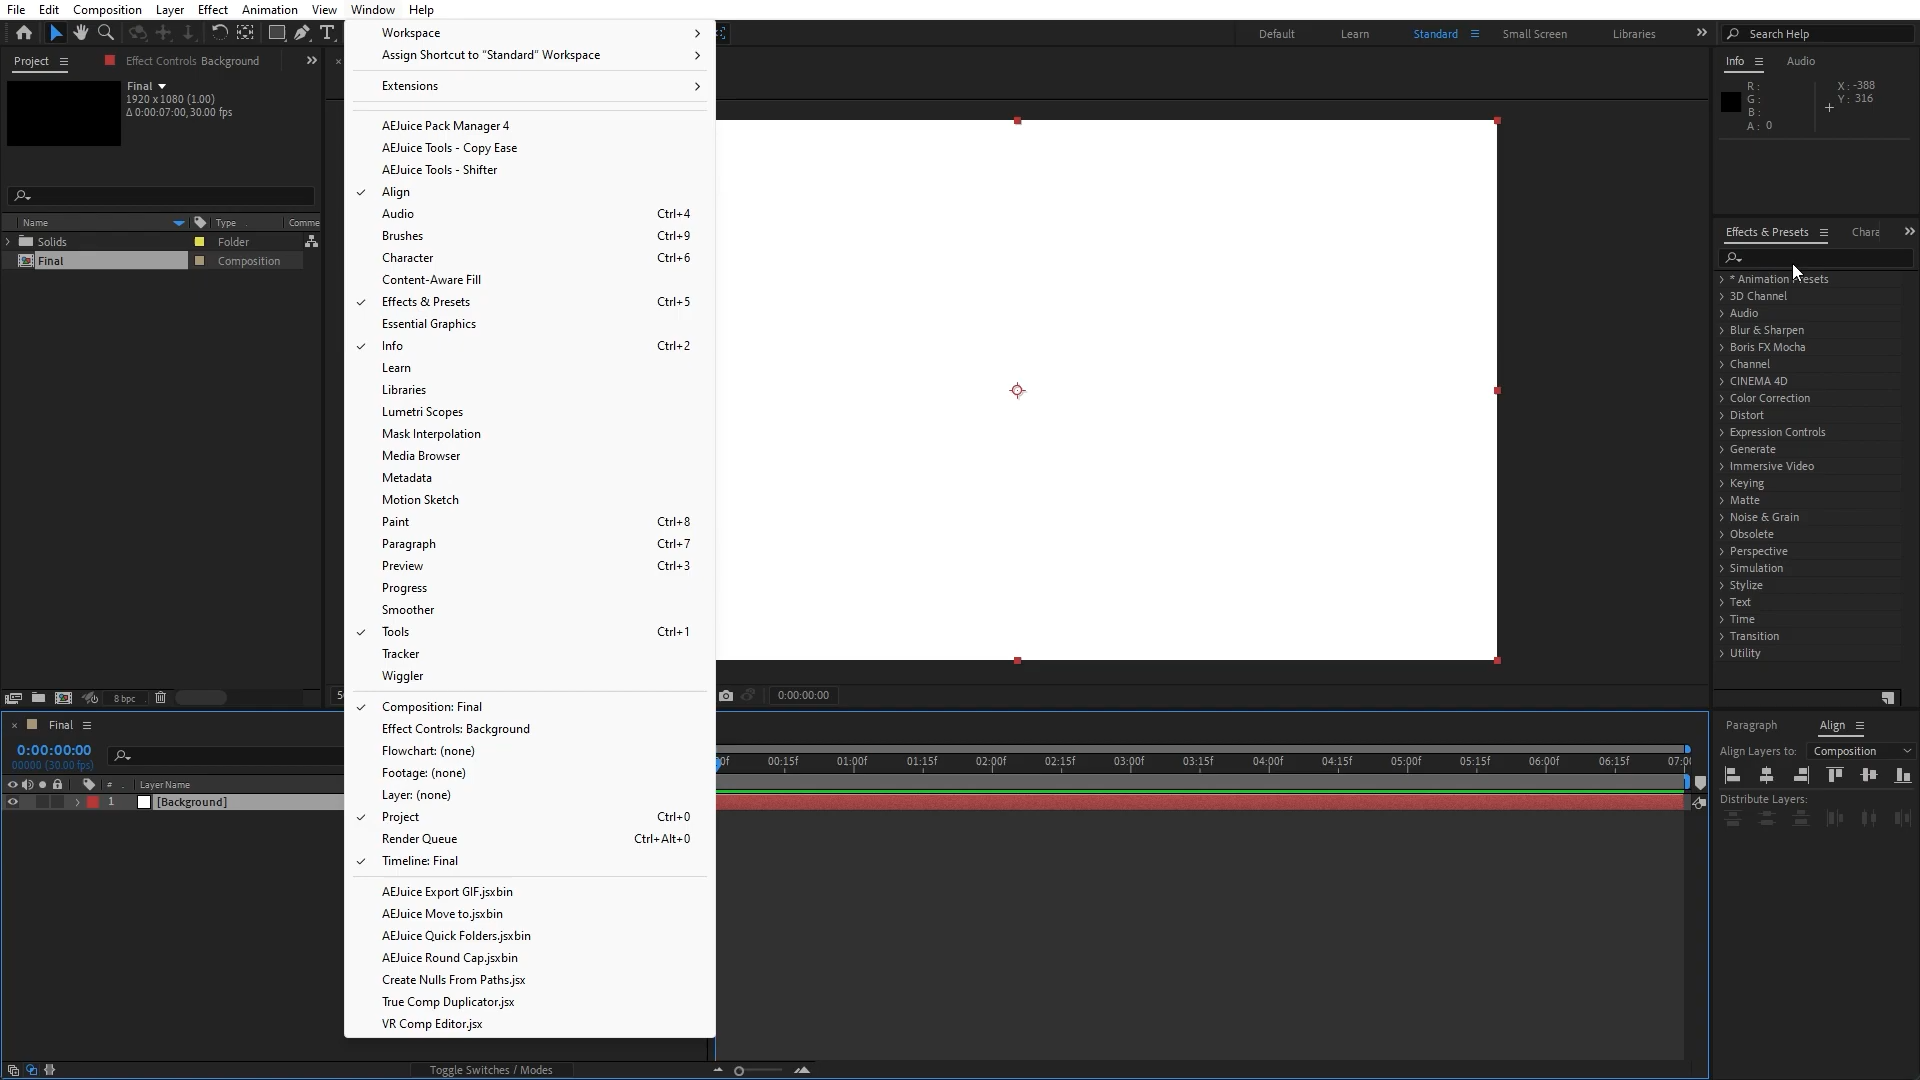 File Edit Composition Layer Effect Animation View Window Help
Default Learn Standard Small Screen Libraries Search Help
Project Effect Controls Background
Final
1920 x 1080 (1.00)
Δ 0:00:07:00, 30.00 fps
Name Type Comme
Solids Folder
Final Composition
8 bpc
Workspace
Assign Shortcut to "Standard" Workspace
Extensions
AEJuice Pack Manager 4
AEJuice Tools - Copy Ease
AEJuice Tools - Shifter
Align
Audio Ctrl+4
Brushes Ctrl+9
Character Ctrl+6
Content-Aware Fill
Effects & Presets Ctrl+5
Essential Graphics
Info Ctrl+2
Learn
Libraries
Lumetri Scopes
Mask Interpolation
Media Browser
Metadata
Motion Sketch
Paint Ctrl+8
Paragraph Ctrl+7
Preview Ctrl+3
Progress
Smoother
Tools Ctrl+1
Tracker
Wiggler
Composition: Final
Effect Controls: Background
Flowchart: (none)
Footage: (none)
Layer: (none)
Project Ctrl+0
Render Queue Ctrl+Alt+0
Timeline: Final
AEJuice Export GIF.jsxbin
AEJuice Move to.jsxbin
AEJuice Quick Folders.jsxbin
AEJuice Round Cap.jsxbin
Create Nulls From Paths.jsx
True Comp Duplicator.jsx
VR Comp Editor.jsx
0:00:00:00
Info Audio
R :
G :
B :
A : 0
X : -388
Y : 316
Effects & Presets Chara
* Animation Presets
3D Channel
Audio
Blur & Sharpen
Boris FX Mocha
Channel
CINEMA 4D
Color Correction
Distort
Expression Controls
Generate
Immersive Video
Keying
Matte
Noise & Grain
Obsolete
Perspective
Simulation
Stylize
Text
Time
Transition
Utility
Paragraph Align
Align Layers to: Composition
Distribute Layers:
Final
0:00:00:00
00000 (30.00 fps)
# . Layer Name
1 [Background]
0f 00:15f 01:00f 01:15f 02:00f 02:15f 03:00f 03:15f 04:00f 04:15f 05:00f 05:15f 06:00f 06:15f 07:00
Toggle Switches / Modes